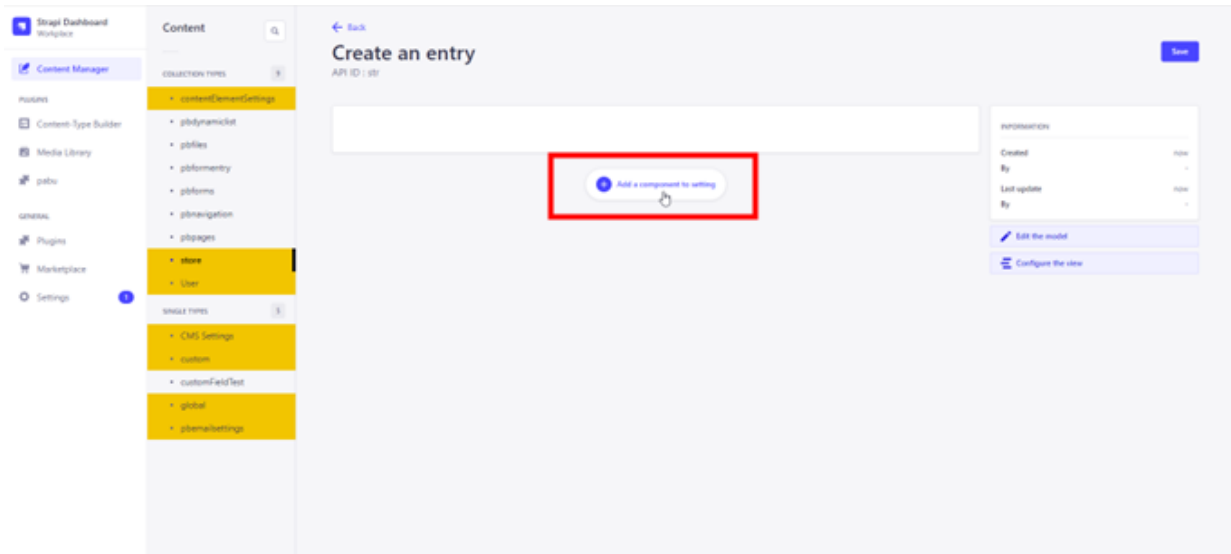 Strapi Dashboard
Workplace
Content Manager
PLUGINS
Content-Type Builder
Media Library
pabu
GENERAL
Plugins
Marketplace
Settings
1
Content
COLLECTION TYPES
9
contentElementSettings
pbdynamiclist
pbfiles
pbformentry
pbforms
pbnavigation
pbpages
store
User
SINGLE TYPES
5
CMS Settings
custom
customFieldTest
global
pbemailsettings
Back
Create an entry
API ID : str
Save
Add a component to setting
INFORMATION
Created now
By -
Last update now
By -
Edit the model
Configure the view